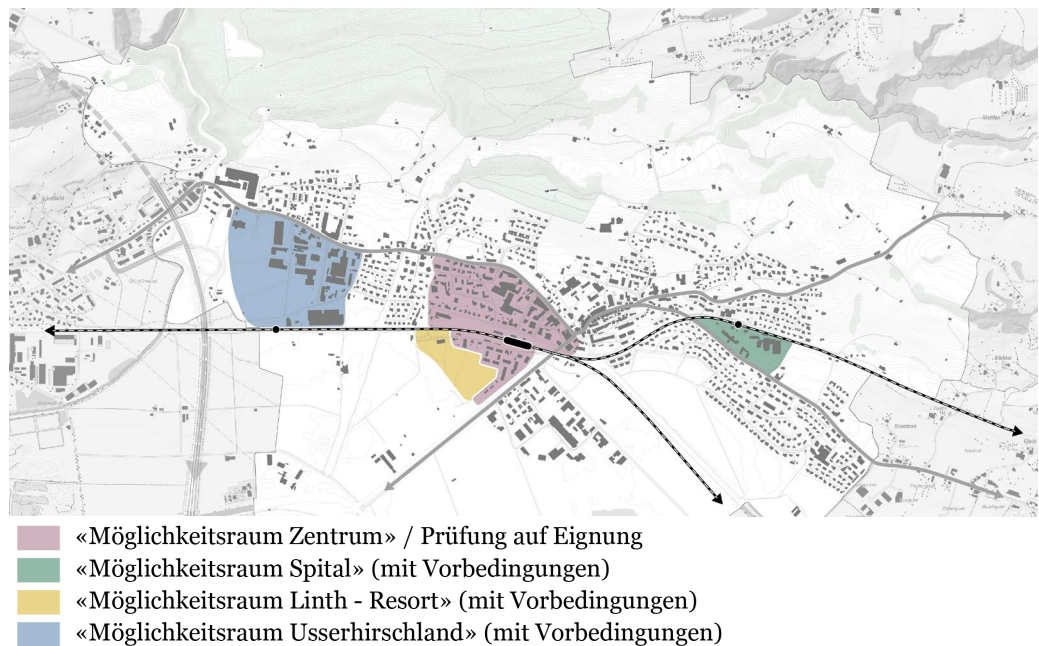 «Möglichkeitsraum Zentrum» / Prüfung auf Eignung
«Möglichkeitsraum Spital» (mit Vorbedingungen)
«Möglichkeitsraum Linth - Resort» (mit Vorbedingungen)
«Möglichkeitsraum Usserhirschland» (mit Vorbedingungen)